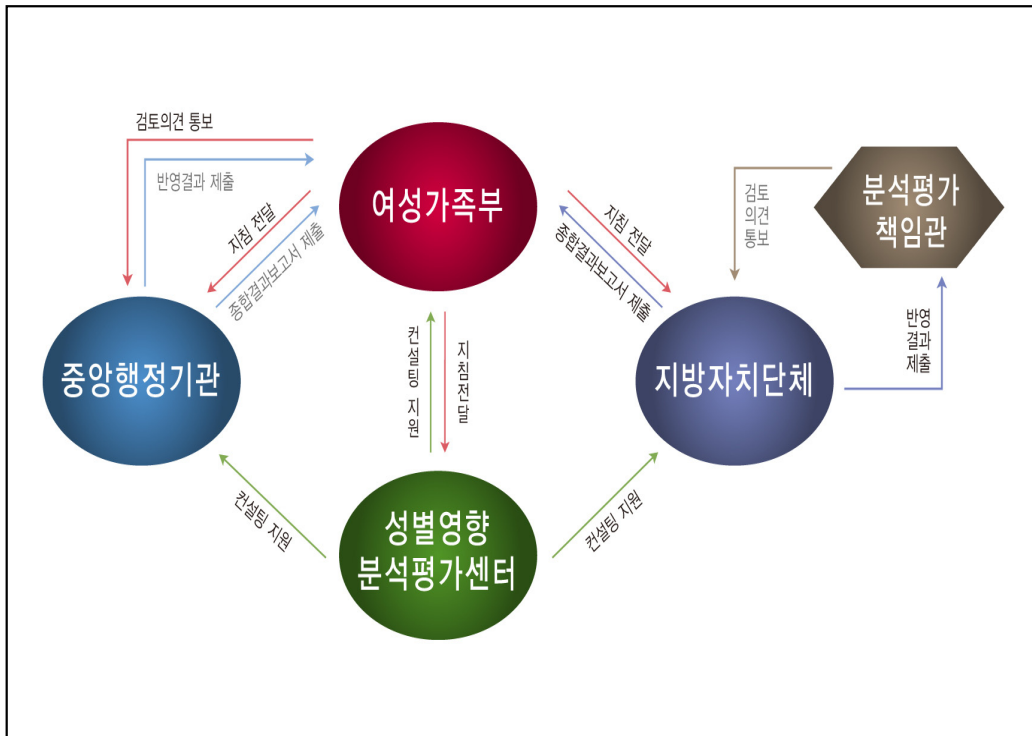 검토의견 통보
반영결과 제출
지침 전달
종합결과보고서 제출
여성가족부
지침 전달
종합결과보고서 제출
검토
의견
통보
분석평가
책임관
중앙행정기관
컨설팅 지원
지침전달
지방자치단체
반영
결과
제출
컨설팅 지원
성별영향
분석평가센터
컨설팅 지원